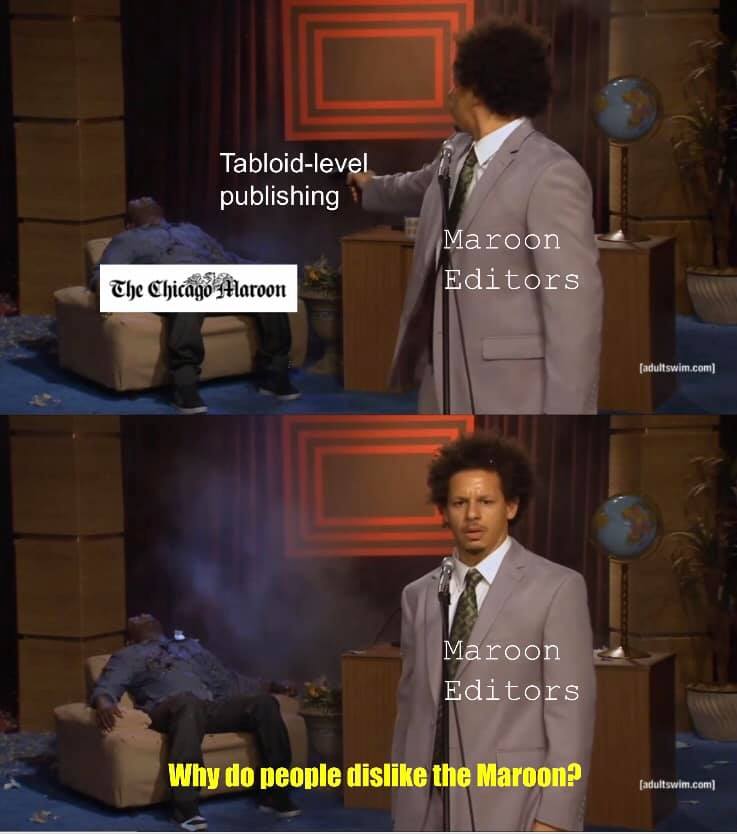 Tabloid-level
publishing
Maroon
Editors
The Chicago Maroon
[adultswim.com]
Maroon
Editors
Why do people dislike the Maroon?
[adultswim.com]